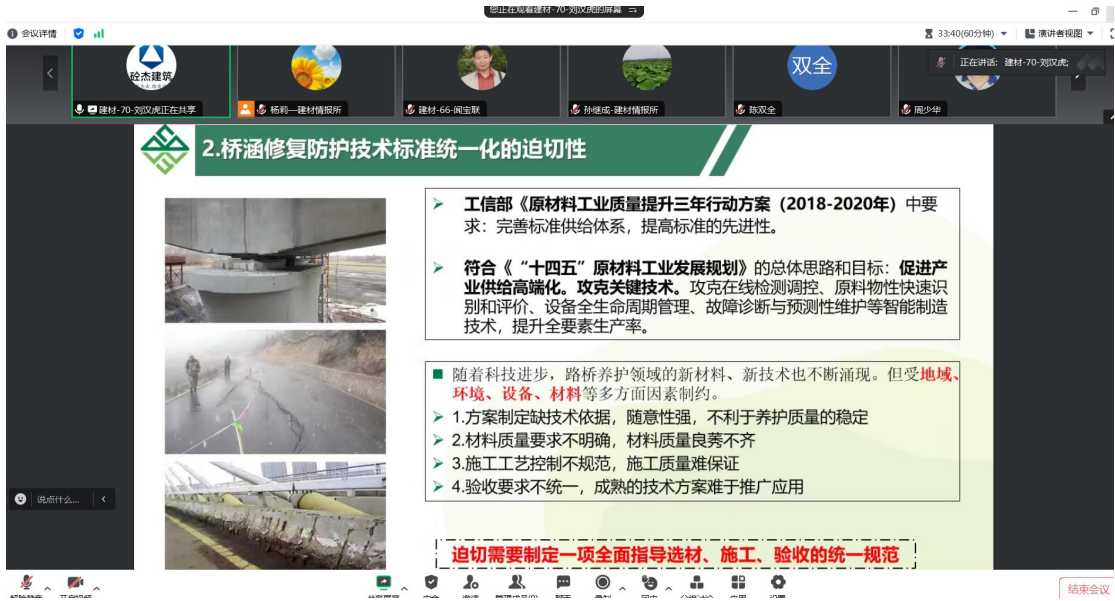 您正在观看建材-70-刘汉虎的屏幕
会议详情
33:40(60分钟)
演讲者视图
正在讲话: 建材-70-刘汉虎;
砼杰建筑
双全
建材-70-刘汉虎正在共享
杨莉—建材情报所
建材-66-闻宝联
孙继成-建材情报所
陈双全
周少华
2.桥涵修复防护技术标准统一化的迫切性
➢ 工信部《原材料工业质量提升三年行动方案（2018-2020年）中要
求：完善标准供给体系，提高标准的先进性。
➢ 符合《“十四五”原材料工业发展规划》的总体思路和目标：促进产
业供给高端化。攻克关键技术。攻克在线检测调控、原料物性快速识
别和评价、设备全生命周期管理、故障诊断与预测性维护等智能制造
技术，提升全要素生产率。
■ 随着科技进步，路桥养护领域的新材料、新技术也不断涌现。但受地域、
环境、设备、材料等多方面因素制约。
➢ 1.方案制定缺技术依据，随意性强，不利于养护质量的稳定
➢ 2.材料质量要求不明确，材料质量良莠不齐
➢ 3.施工工艺控制不规范，施工质量难保证
➢ 4.验收要求不统一，成熟的技术方案难于推广应用
迫切需要制定一项全面指导选材、施工、验收的统一规范
说点什么...
结束会议